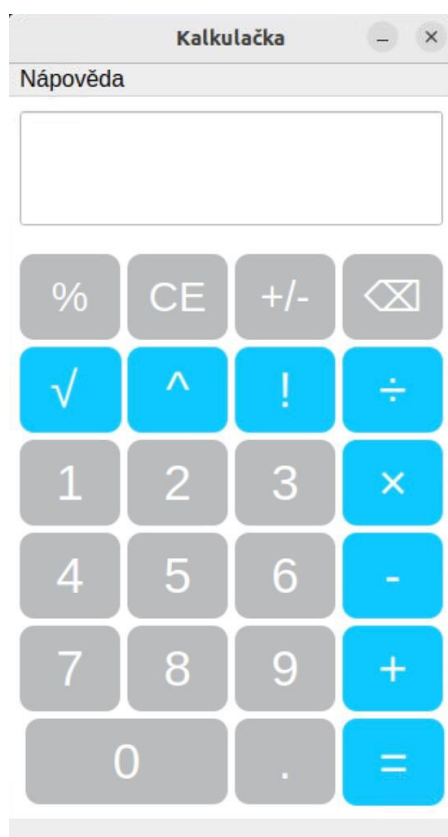 Kalkulačka
Nápověda
% CE +/- ⌫
√ ^ ! ÷
1 2 3 ×
4 5 6 -
7 8 9 +
0 . =